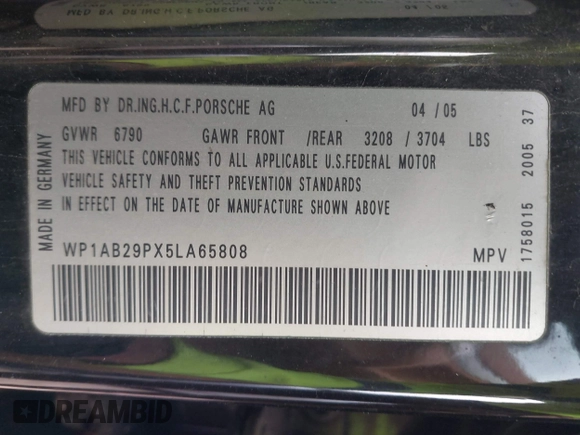 MFD BY DR.ING.H.C.F.PORSCHE AG 04 / 05
GVWR 6790 GAWR FRONT /REAR 3208 / 3704 LBS
THIS VEHICLE CONFORMS TO ALL APPLICABLE U.S.FEDERAL MOTOR
VEHICLE SAFETY AND THEFT PREVENTION STANDARDS
IN EFFECT ON THE DATE OF MANUFACTURE SHOWN ABOVE
WP1AB29PX5LA65808 MPV
MADE IN GERMANY
1758015 2005 37
DREAMBID